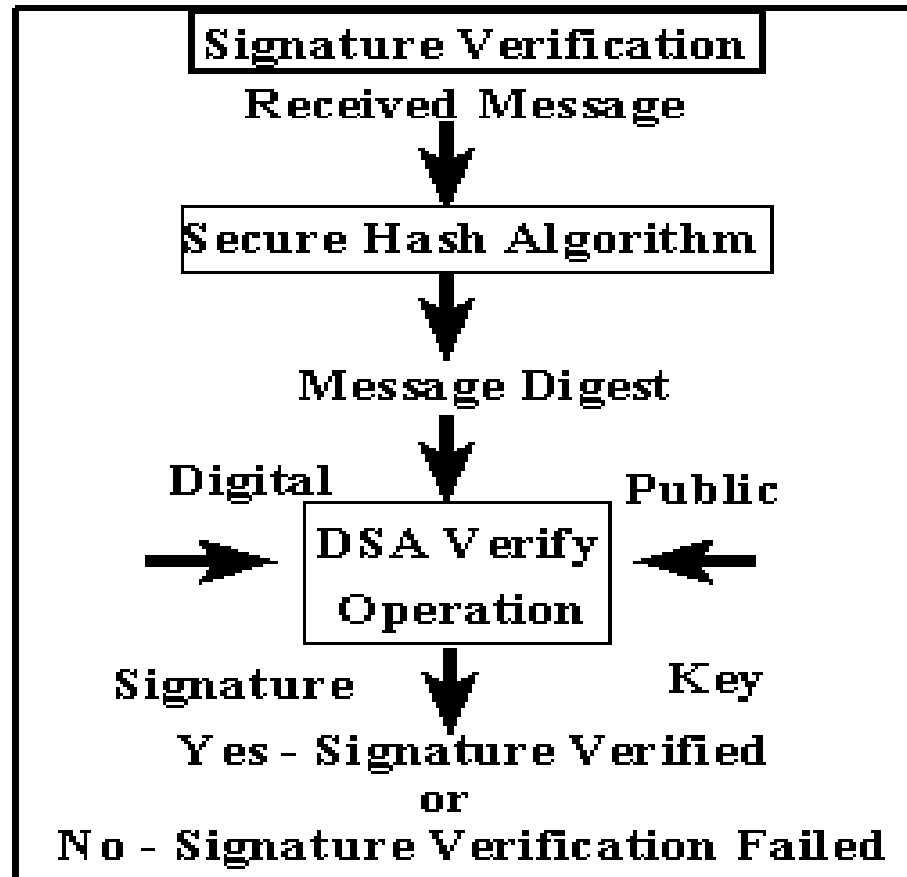 Signature Verification
Received Message
Secure Hash Algorithm
Message Digest
Digital
Public
DSA Verify
Operation
Signature
Key
Yes - Signature Verified
or
No - Signature Verification Failed